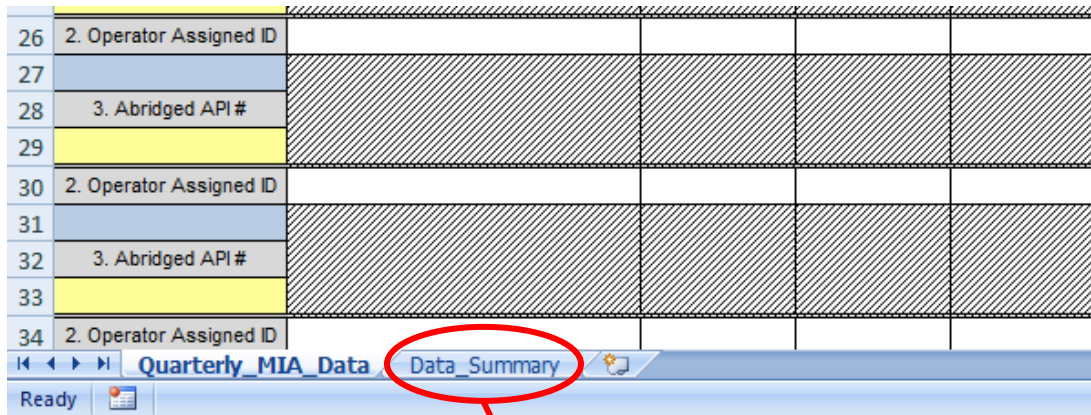 26 2. Operator Assigned ID
27
28 3. Abridged API #
29
30 2. Operator Assigned ID
31
32 3. Abridged API #
33
34 2. Operator Assigned ID
Quarterly_MIA_Data Data_Summary
Ready